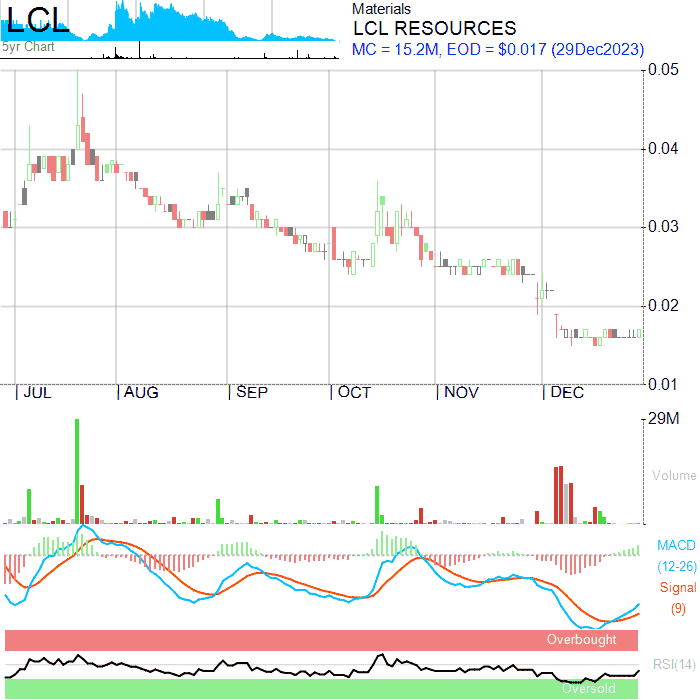 LCL
5yr Chart
Materials
LCL RESOURCES
MC = 15.2M, EOD = $0.017 (29Dec2023)
0.05
0.04
0.03
0.02
0.01
JUL AUG SEP OCT NOV DEC
29M
Volume
MACD
(12-26)
Signal
(9)
Overbought
RSI(14)
Oversold